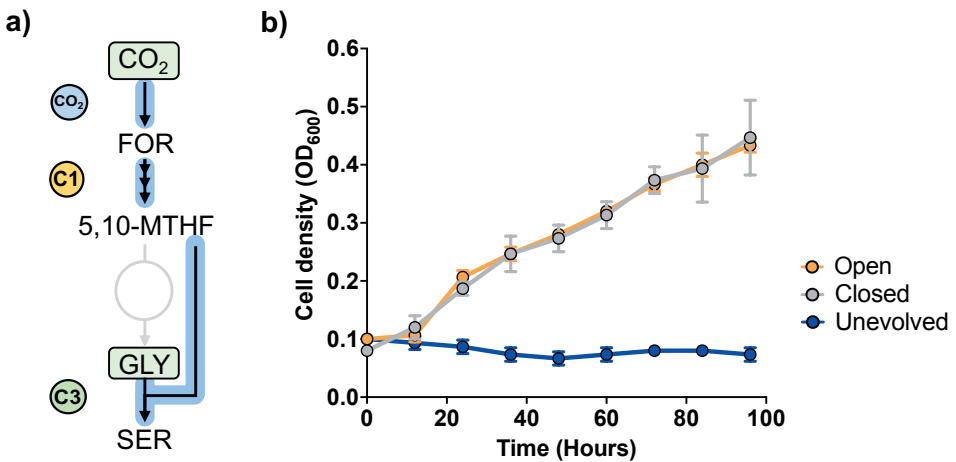 a)
CO₂
CO₂
FOR
C1
5,10-MTHF
GLY
C3
SER
b)
Cell density (OD₆₀₀)
0.6
0.5
0.4
0.3
0.2
0.1
0.0
0 20 40 60 80 100
Time (Hours)
Open
Closed
Unevolved